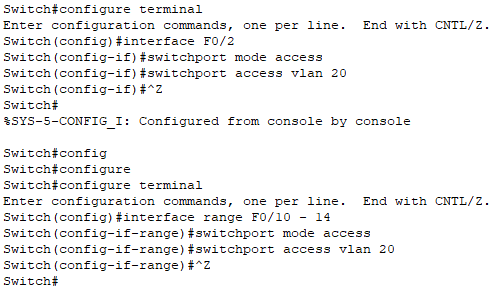 Switch#configure terminal
Enter configuration commands, one per line.  End with CNTL/Z.
Switch(config)#interface F0/2
Switch(config-if)#switchport mode access
Switch(config-if)#switchport access vlan 20
Switch(config-if)#^Z
Switch#
%SYS-5-CONFIG_I: Configured from console by console

Switch#config
Switch#configure
Switch#configure terminal
Enter configuration commands, one per line.  End with CNTL/Z.
Switch(config)#interface range F0/10 - 14
Switch(config-if-range)#switchport mode access
Switch(config-if-range)#switchport access vlan 20
Switch(config-if-range)#^Z
Switch#